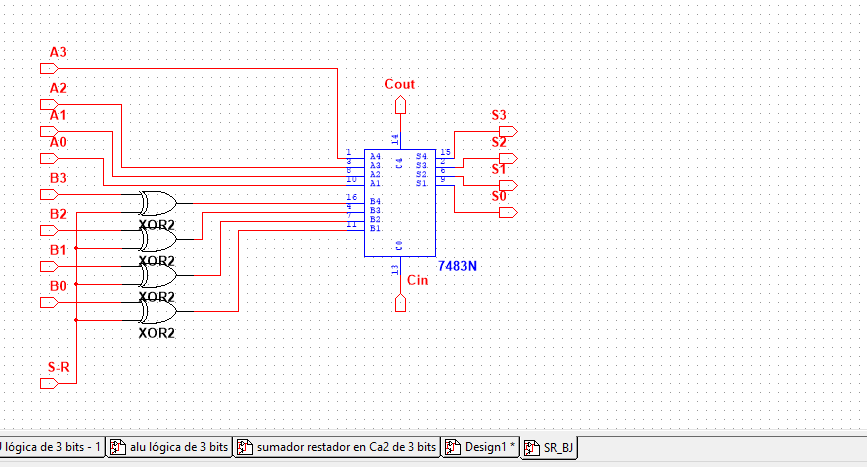 A3
A2
A1
A0
B3
B2
B1
B0
S-R
XOR2
XOR2
XOR2
XOR2
Cout
14
1
3
8
10
16
4
7
11
A4
A3
A2
A1
B4
B3
B2
B1
C4
C0
S4
S3
S2
S1
15
2
6
9
13
7483N
Cin
S3
S2
S1
S0
lógica de 3 bits - 1
alu lógica de 3 bits
sumador restador en Ca2 de 3 bits
Design1 *
SR_BJ